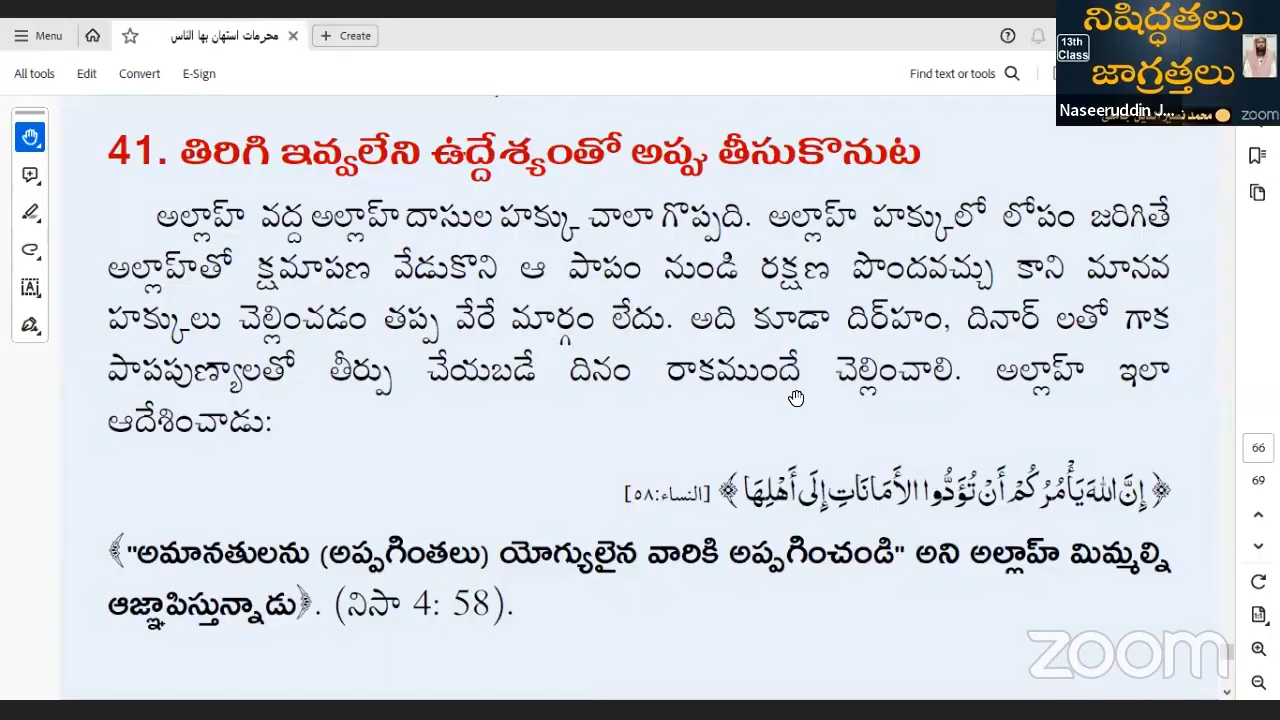 Menu
محرمات استهان بها الناس
Create
నిషిద్ధతలు
13th
Class
జాగ్రత్తలు
All tools
Edit
Convert
E-Sign
Find text or tools
Naseeruddin J...
zoom
41. తిరిగి ఇవ్వలేని ఉద్దేశ్యంతో అప్పు తీసుకొనుట
అల్లాహ్ వద్ద అల్లాహ్ దాసుల హక్కు చాలా గొప్పది. అల్లాహ్ హక్కులో లోపం జరిగితే
అల్లాహ్‌తో క్షమాపణ వేడుకొని ఆ పాపం నుండి రక్షణ పొందవచ్చు కాని మానవ
హక్కులు చెల్లించడం తప్ప వేరే మార్గం లేదు. అది కూడా దిర్‌హం, దినార్ లతో గాక
పాపపుణ్యాలతో తీర్పు చేయబడే దినం రాకముందే చెల్లించాలి. అల్లాహ్ ఇలా
ఆదేశించాడు:
﴿ إِنَّ اللهَ يَأْمُرُكُمْ أَنْ تُؤَدُّوا الأَمَانَاتِ إِلَى أَهْلِهَا ﴾ [النساء:٥٨]
﴾"అమానతులను (అప్పగింతలు) యోగ్యులైన వారికి అప్పగించండి" అని అల్లాహ్ మిమ్మల్ని
ఆజ్ఞాపిస్తున్నాడు﴿. (నిసా 4: 58).
66
69
zoom